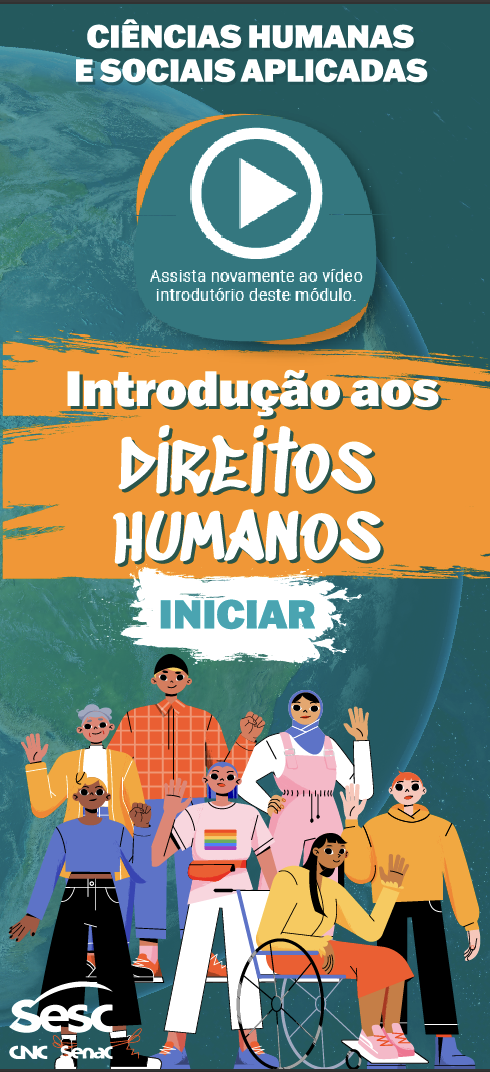 CIÊNCIAS HUMANAS
E SOCIAIS APLICADAS
Assista novamente ao vídeo
introdutório deste módulo.
Introdução aos
DIREITOS
HUMANOS
INICIAR
Sesc
CNC Senac